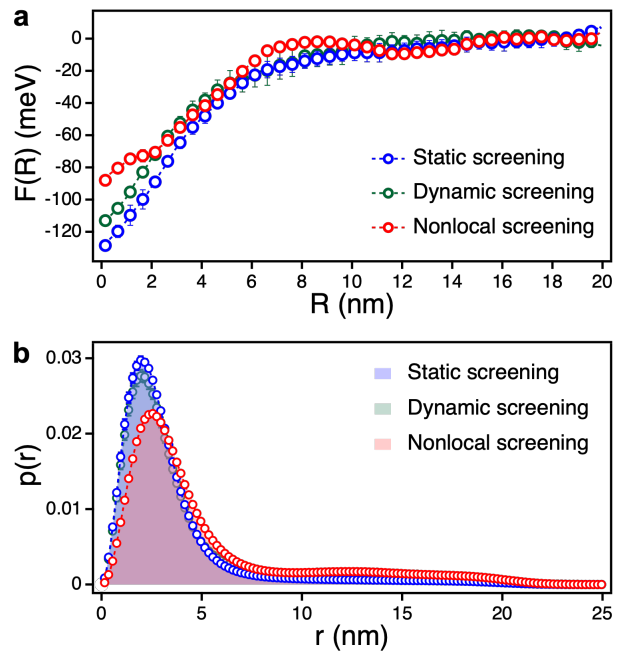 a
F(R) (meV)
0
-20
-40
-60
-80
-100
-120
Static screening
Dynamic screening
Nonlocal screening
0 2 4 6 8 10 12 14 16 18 20
R (nm)
b
p(r)
0.03
0.02
0.01
0
Static screening
Dynamic screening
Nonlocal screening
0 5 10 15 20 25
r (nm)